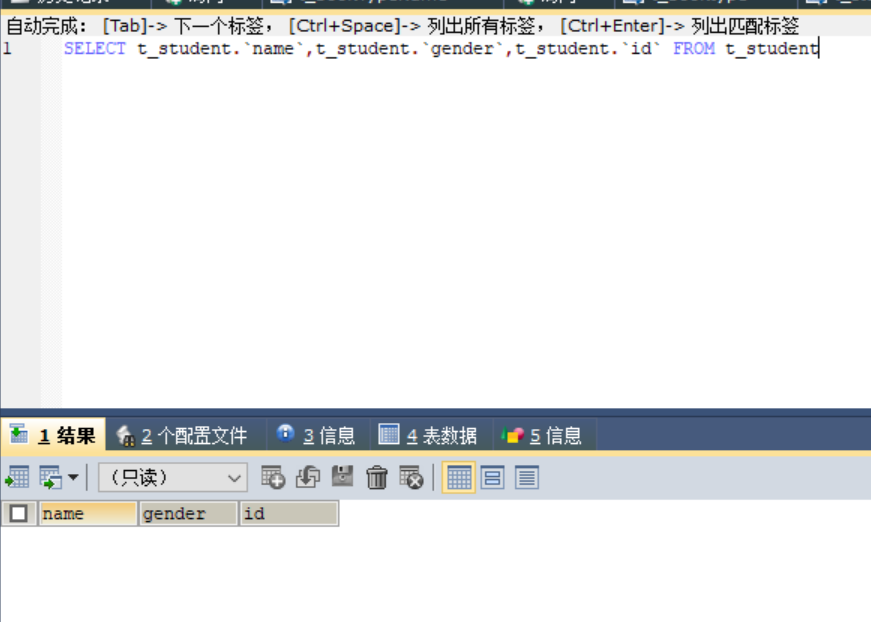 自动完成： [Tab]-> 下一个标签， [Ctrl+Space]-> 列出所有标签， [Ctrl+Enter]-> 列出匹配标签
1 SELECT t_student.`name`,t_student.`gender`,t_student.`id` FROM t_student
1 结果 2 个配置文件 3 信息 4 表数据 5 信息
（只读）
name gender id